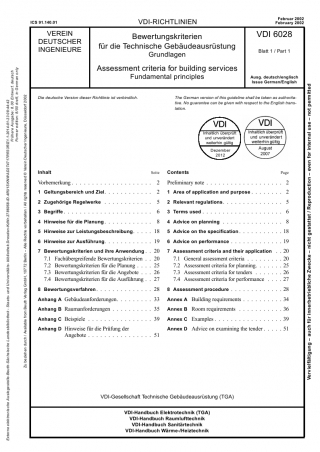 ICS 91.140.01
VDI-RICHTLINIEN
Februar 2002
February 2002
VEREIN
DEUTSCHER
INGENIEURE
Bewertungskriterien
für die Technische Gebäudeausrüstung
Grundlagen
Assessment criteria for building services
Fundamental principles
VDI 6028
Blatt 1 / Part 1
Ausg. deutsch/englisch
Issue German/English
Die deutsche Version dieser Richtlinie ist verbindlich.
The German version of this guideline shall be taken as authorita-
tive. No guarantee can be given with respect to the English trans-
lation.
VDI
Inhaltlich überprüft
und unverändert
weiterhin gültig
Dezember
2012
VDI
Inhaltlich überprüft
und unverändert
weiterhin gültig
August
2007
Inhalt Seite
Vorbemerkung 2
1 Geltungsbereich und Ziel 2
2 Zugehörige Regelwerke 5
3 Begriffe 6
4 Hinweise für die Planung 8
5 Hinweise zur Leistungsbeschreibung 18
6 Hinweise zur Ausführung 19
7 Bewertungskriterien und ihre Anwendung 20
7.1 Fachübergreifende Bewertungskriterien 20
7.2 Bewertungskriterien für die Planung 25
7.3 Bewertungskriterien für die Angebote 26
7.4 Bewertungskriterien für die Ausführung 27
8 Bewertungsverfahren 28
Anhang A Gebäudeanforderungen 33
Anhang B Raumanforderungen 35
Anhang C Beispiele 39
Anhang D Hinweise für die Prüfung der
Angebote 51
Contents Page
Preliminary note 2
1 Area of application and purpose 2
2 Relevant regulations 5
3 Terms used 6
4 Advice on planning 8
5 Advice on the specification 18
6 Advice on performance 19
7 Assessment criteria and their application 20
7.1 General assessment criteria 20
7.2 Assessment criteria for planning 25
7.3 Assessment criteria for tenders 26
7.4 Assessment criteria for performance 27
8 Assessment procedure 28
Annex A Building requirements 34
Annex B Room requirements 36
Annex C Examples 39
Annex D Advice on examining the tender 51
VDI-Gesellschaft Technische Gebäudeausrüstung (TGA)
VDI-Handbuch Elektrotechnik (TGA)
VDI-Handbuch Raumlufttechnik
VDI-Handbuch Sanitärtechnik
VDI-Handbuch Wärme-/Heiztechnik
Vervielfältigung – auch für innerbetriebliche Zwecke – nicht gestattet / Reproduction – even for internal use – not permitted